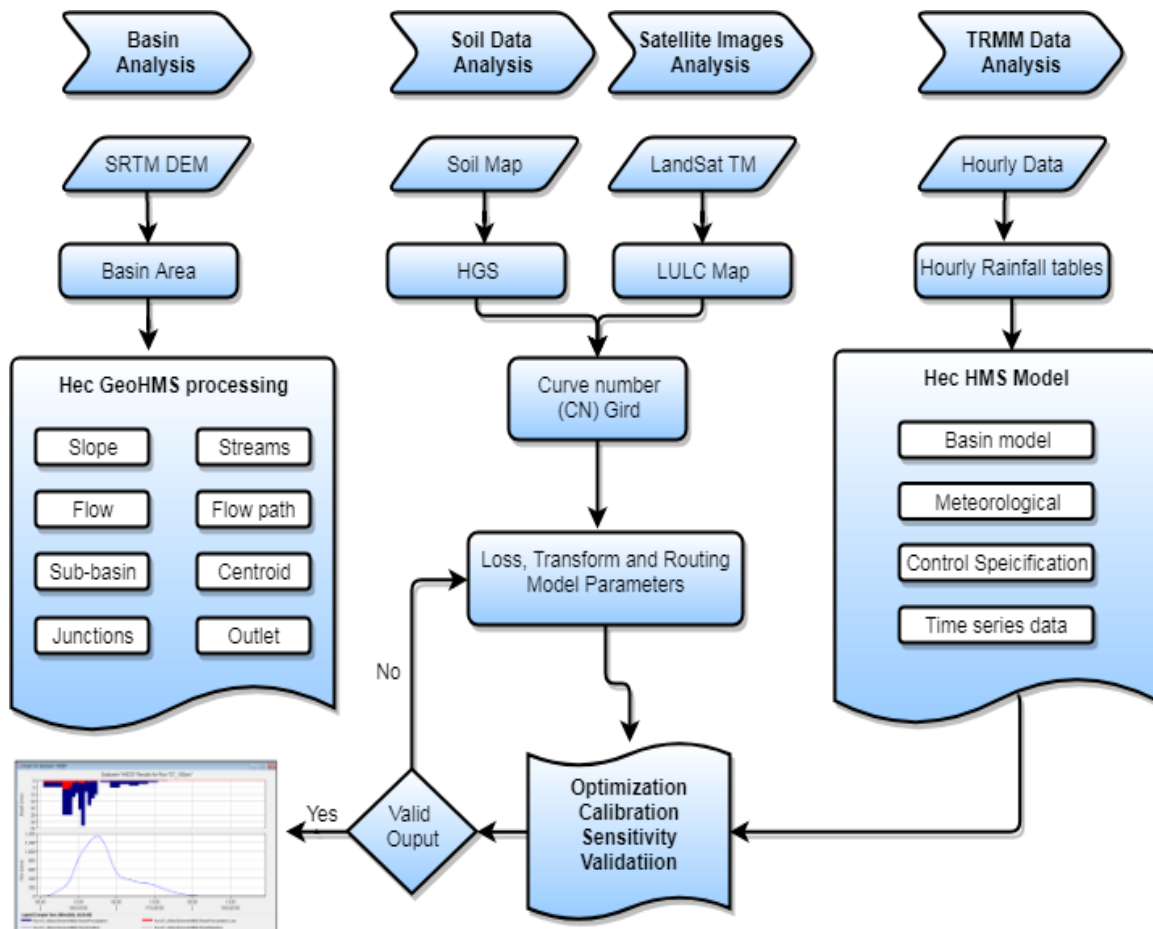 Basin
Analysis
Soil Data
Analysis
Satellite Images
Analysis
TRMM Data
Analysis
SRTM DEM
Soil Map
LandSat TM
Hourly Data
Basin Area
HGS
LULC Map
Hourly Rainfall tables
Hec GeoHMS processing
Slope
Streams
Flow
Flow path
Sub-basin
Centroid
Junctions
Outlet
Curve number
(CN) Gird
Hec HMS Model
Basin model
Meteorological
Control Speicification
Time series data
Loss, Transform and Routing
Model Parameters
No
Optimization
Calibration
Sensitivity
Validatiion
Valid
Ouput
Yes